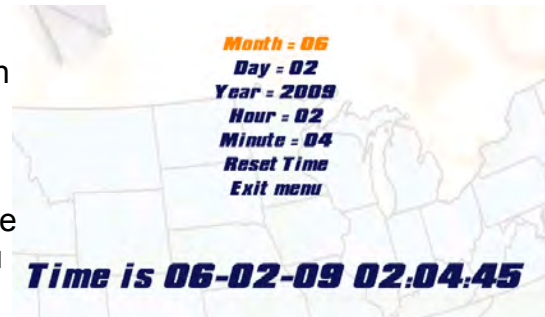 Month = 06
Day = 02
Year = 2009
Hour = 02
Minute = 04
Reset Time
Exit menu
Time is 06-02-09 02:04:45